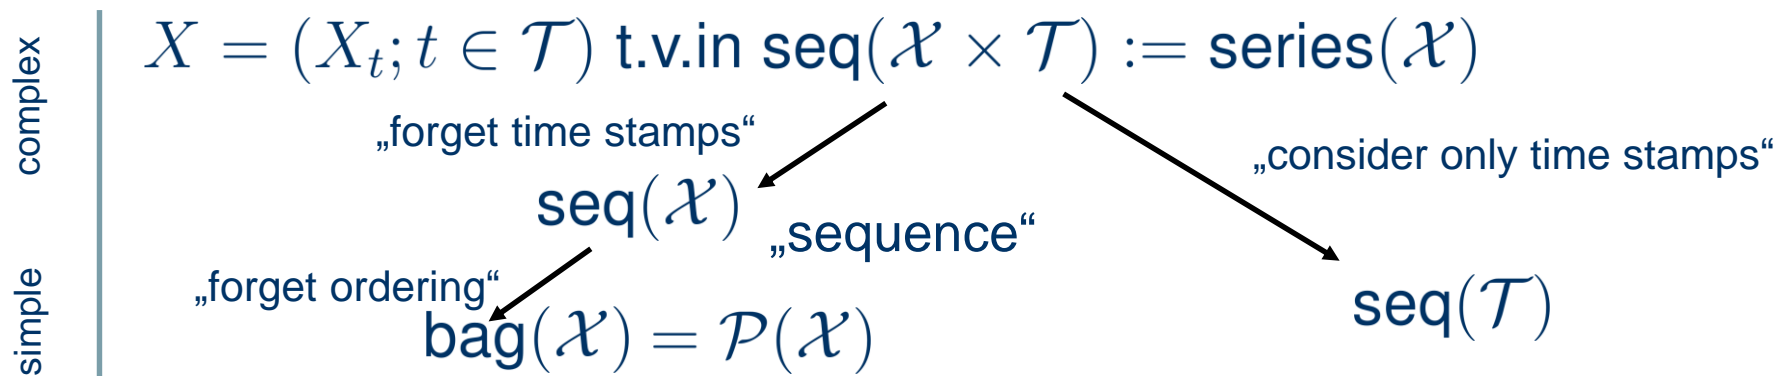 complex
X = (X_t; t ∈ 𝒯) t.v.in seq(𝒳 × 𝒯) := series(𝒳)
„forget time stamps“
„consider only time stamps“
seq(𝒳)
„sequence“
simple
„forget ordering“
seq(𝒯)
bag(𝒳) = 𝒫(𝒳)